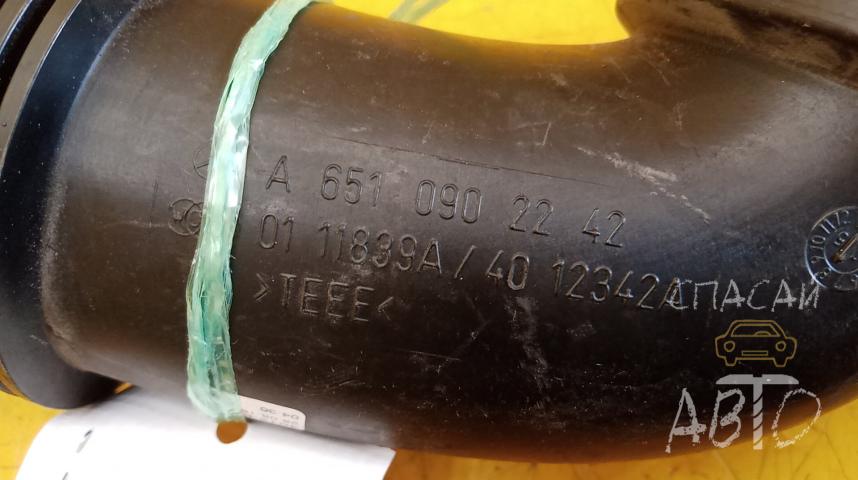 A 651 090 22 42
01 11839A / 40 12342A
>TEEE<
СПАСАЙ
АВТО